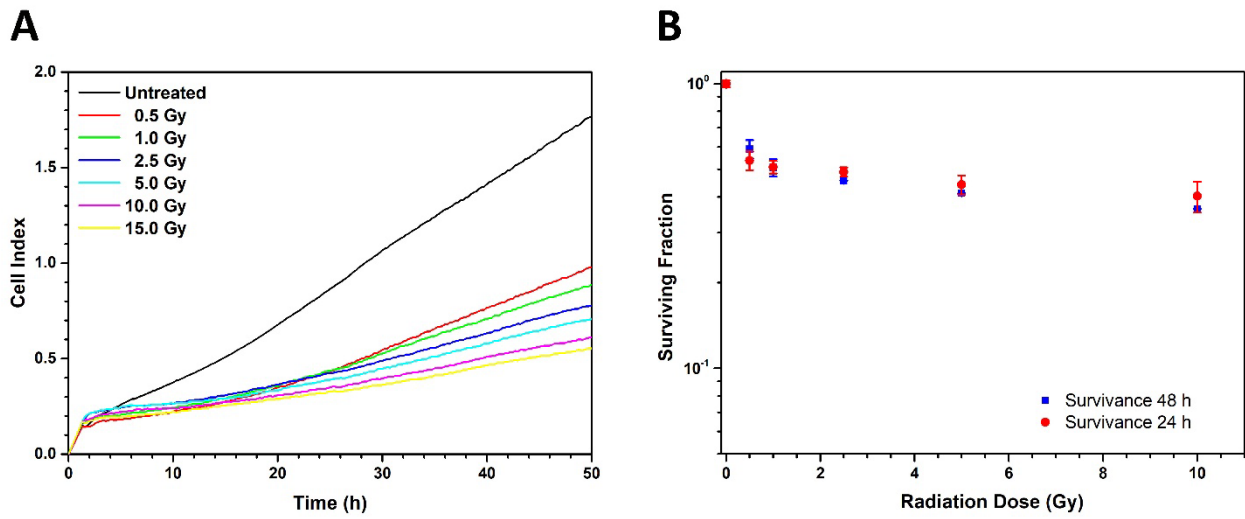 A
B
2.0
1.5
1.0
0.5
0.0
Cell Index
Untreated
0.5 Gy
1.0 Gy
2.5 Gy
5.0 Gy
10.0 Gy
15.0 Gy
0 10 20 30 40 50
Time (h)
10⁰
10⁻¹
Surviving Fraction
Survivance 48 h
Survivance 24 h
0 2 4 6 8 10
Radiation Dose (Gy)